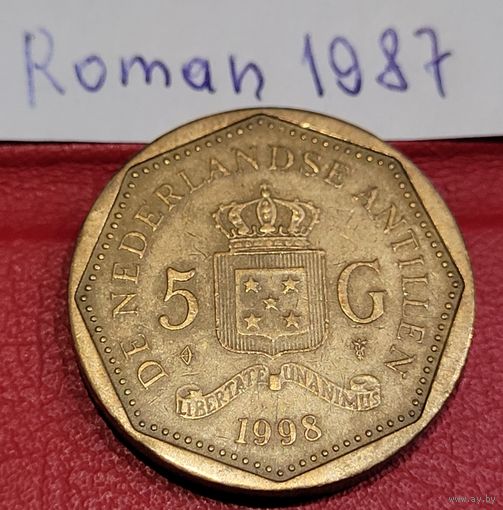 Roman 1987
DE NEDERLANDSE ANTILLEN
5 G
LIBERTATE UNANIMUS
1998
www.ay.by